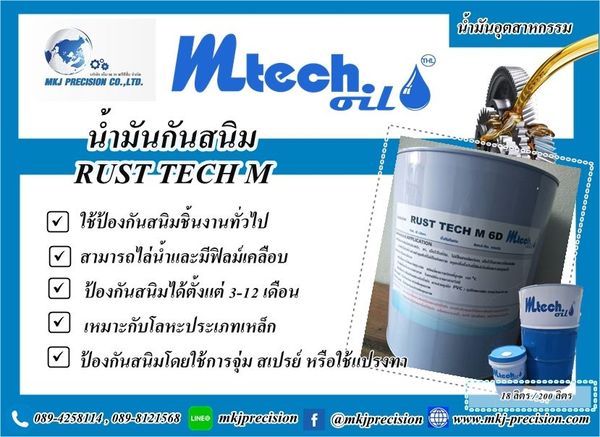 น้ำมันอุตสาหกรรม
MKJ PRECISION CO.,LTD.
Mtech oil
THL
น้ำมันกันสนิม
RUST TECH M
ใช้ป้องกันสนิมชิ้นงานทั่วไป
สามารถไล่น้ำและมีฟิลม์เคลือบ
ป้องกันสนิมได้ตั้งแต่ 3-12 เดือน
เหมาะกับโลหะประเภทเหล็ก
ป้องกันสนิมโดยใช้การจุ่ม สเปรย์ หรือใช้แปรงทา
RUST TECH M 6D Mtech oil
APPLICATION
PVC
Mtech oil
18 ลิตร / 200 ลิตร
089-4258114 , 089-8121568 LINE@ mkjprecision f @mkjprecision www.mkj-precision.com